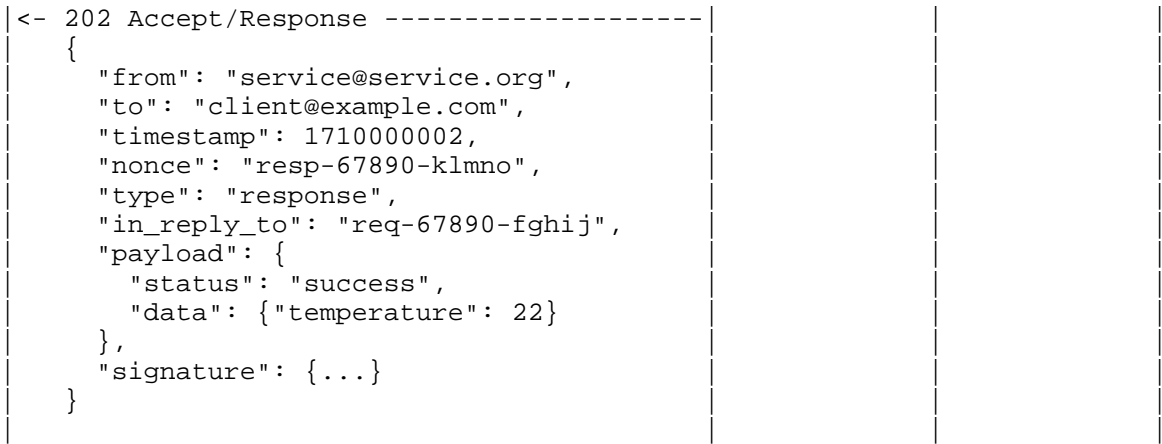 |<- 202 Accept/Response --------------------|              |              |
|   {                                       |              |              |
|     "from": "service@service.org",        |              |              |
|     "to": "client@example.com",           |              |              |
|     "timestamp": 1710000002,              |              |              |
|     "nonce": "resp-67890-klmno",          |              |              |
|     "type": "response",                   |              |              |
|     "in_reply_to": "req-67890-fghij",     |              |              |
|     "payload": {                          |              |              |
|       "status": "success",                |              |              |
|       "data": {"temperature": 22}         |              |              |
|     },                                    |              |              |
|     "signature": {...}                    |              |              |
|   }                                       |              |              |
|                                           |              |              |